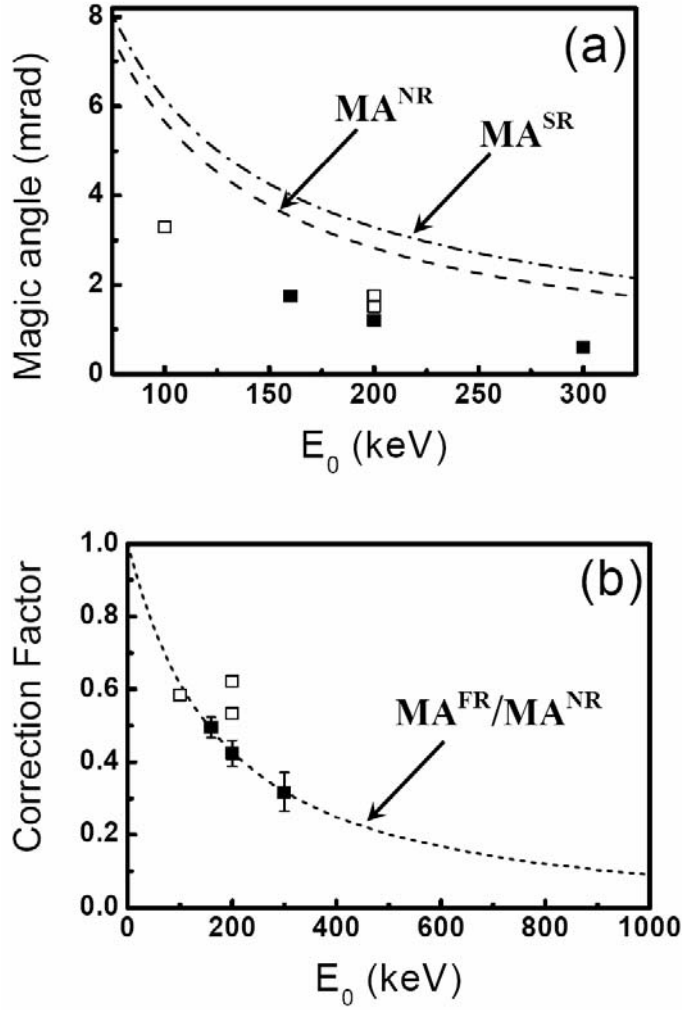 8
6
4
2
0
Magic angle (mrad)
(a)
MA^NR
MA^SR
100 150 200 250 300
E_0 (keV)
1.0
0.8
0.6
0.4
0.2
0.0
Correction Factor
(b)
MA^FR/MA^NR
0 200 400 600 800 1000
E_0 (keV)